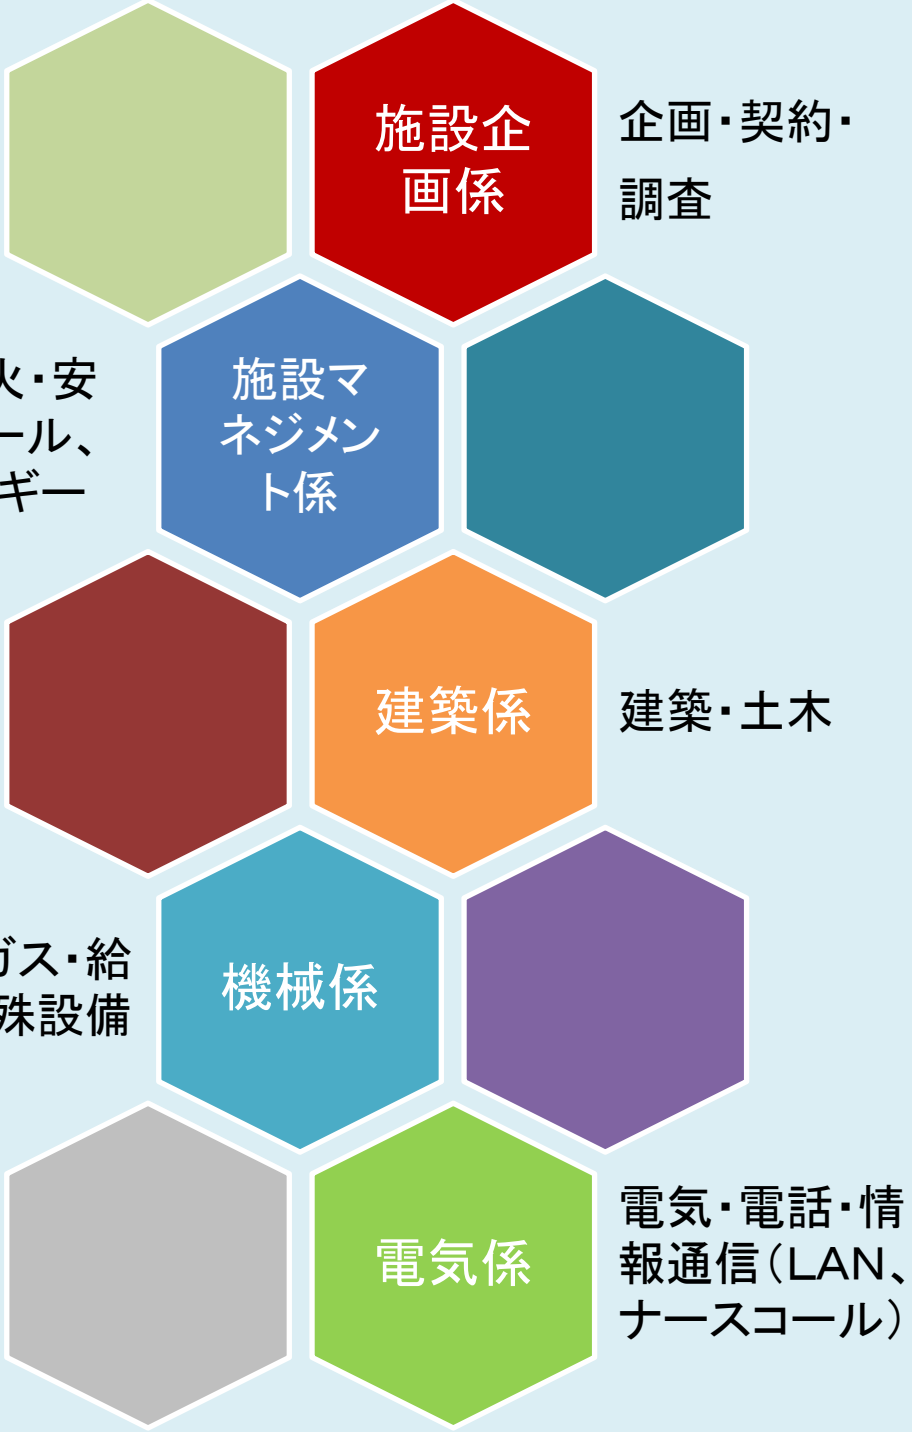 施設企
画係
企画・契約・
調査
火・安
ール、
ギー
施設マ
ネジメン
ト係
建築係
建築・土木
ガス・給
殊設備
機械係
電気係
電気・電話・情
報通信(LAN、
ナースコール)